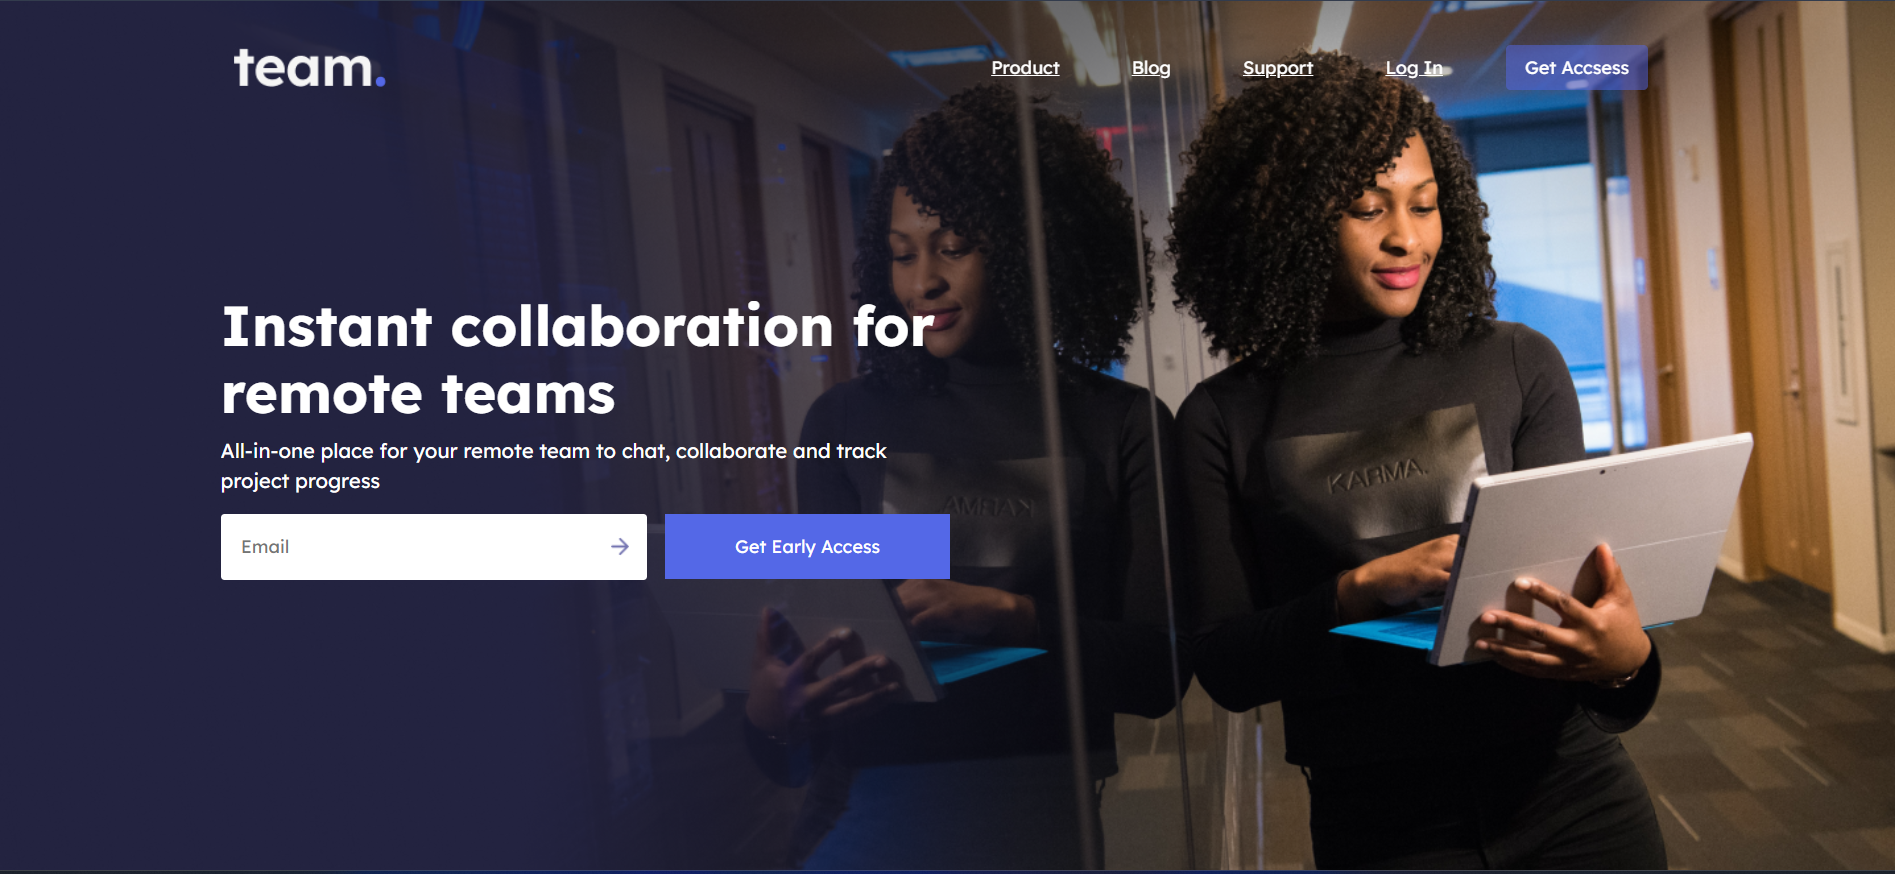 team.
Product
Blog
Support
Log In
Get Accsess
Instant collaboration for
remote teams
All-in-one place for your remote team to chat, collaborate and track
project progress
Email
Get Early Access
KARMA.
KARMA